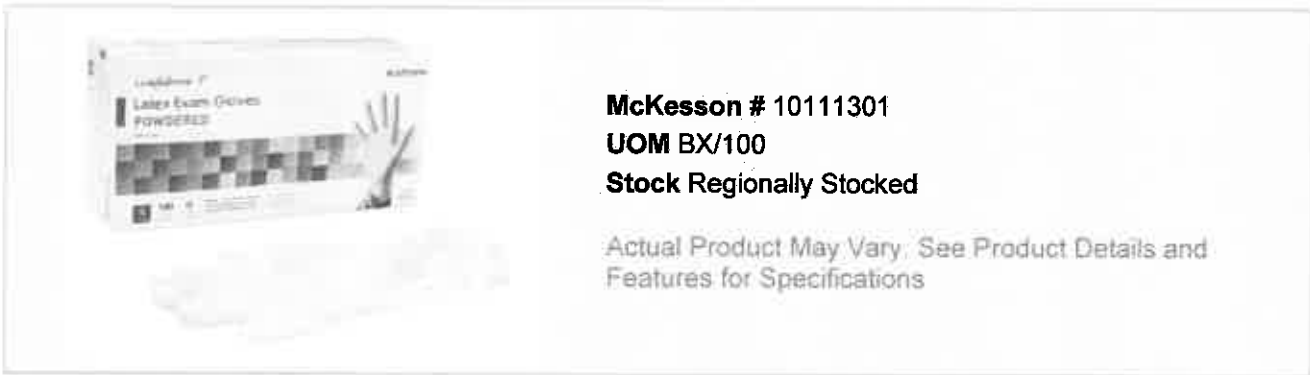 Latex Exam Gloves
POWDERED
McKesson # 10111301
UOM BX/100
Stock Regionally Stocked
Actual Product May Vary. See Product Details and
Features for Specifications